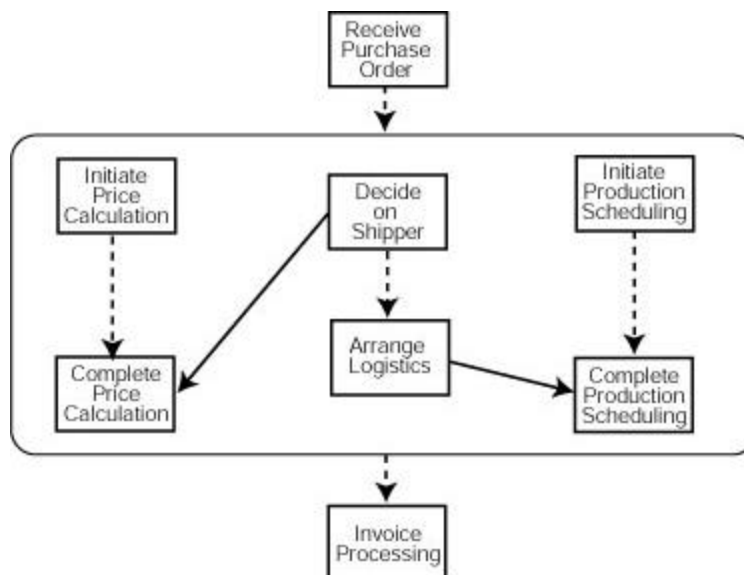 Receive
Purchase
Order
Initiate
Price
Calculation
Decide
on
Shipper
Initiate
Production
Scheduling
Arrange
Logistics
Complete
Price
Calculation
Complete
Production
Scheduling
Invoice
Processing